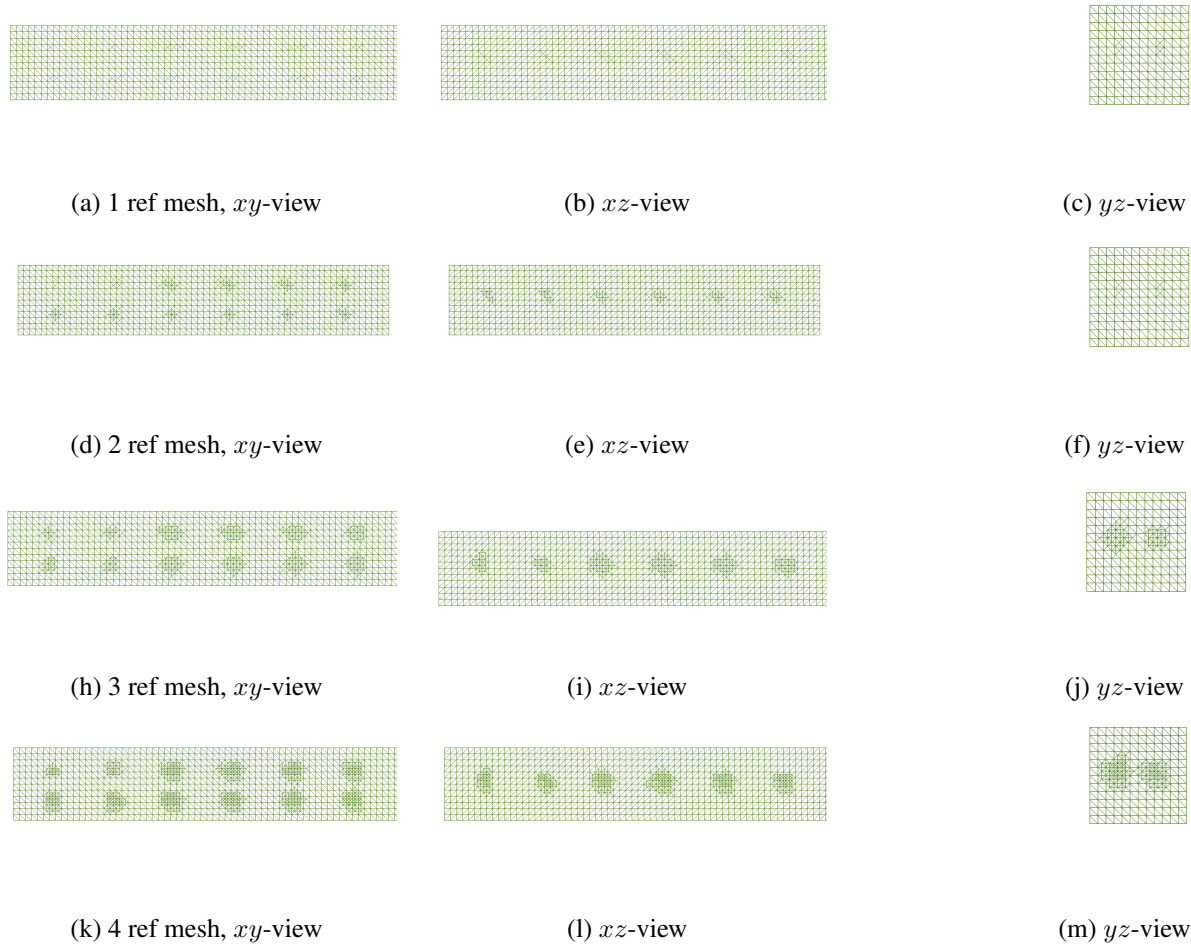 (a) 1 ref mesh, xy-view
(b) xz-view
(c) yz-view
(d) 2 ref mesh, xy-view
(e) xz-view
(f) yz-view
(h) 3 ref mesh, xy-view
(i) xz-view
(j) yz-view
(k) 4 ref mesh, xy-view
(l) xz-view
(m) yz-view